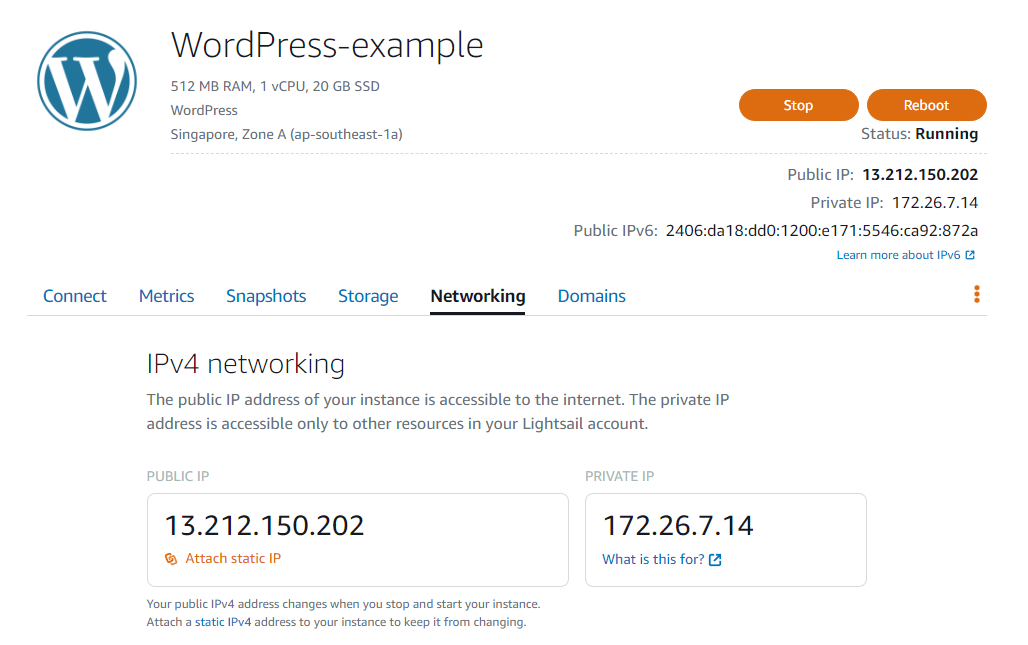 WordPress-example
512 MB RAM, 1 vCPU, 20 GB SSD
WordPress
Singapore, Zone A (ap-southeast-1a)
Stop
Reboot
Status: Running
Public IP: 13.212.150.202
Private IP: 172.26.7.14
Public IPv6: 2406:da18:dd0:1200:e171:5546:ca92:872a
Learn more about IPv6
Connect
Metrics
Snapshots
Storage
Networking
Domains
IPv4 networking
The public IP address of your instance is accessible to the internet. The private IP
address is accessible only to other resources in your Lightsail account.
PUBLIC IP
13.212.150.202
Attach static IP
PRIVATE IP
172.26.7.14
What is this for?
Your public IPv4 address changes when you stop and start your instance.
Attach a static IPv4 address to your instance to keep it from changing.